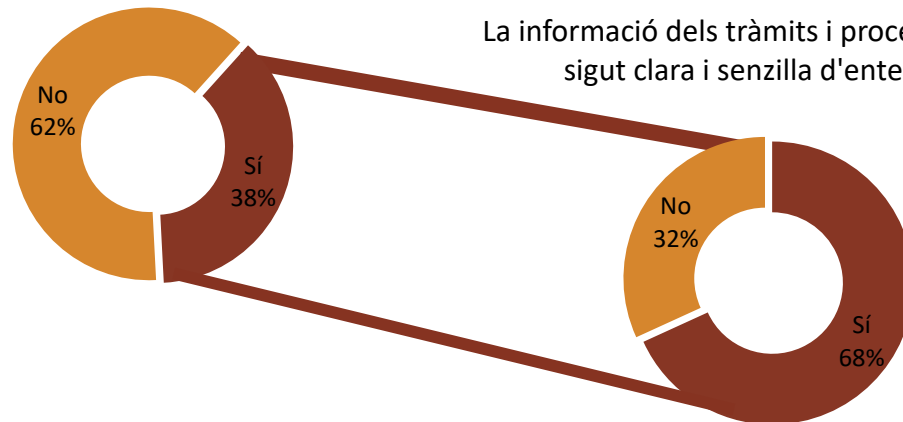 La informació dels tràmits i proce
sigut clara i senzilla d'ente
No
62%
Sí
38%
No
32%
Sí
68%